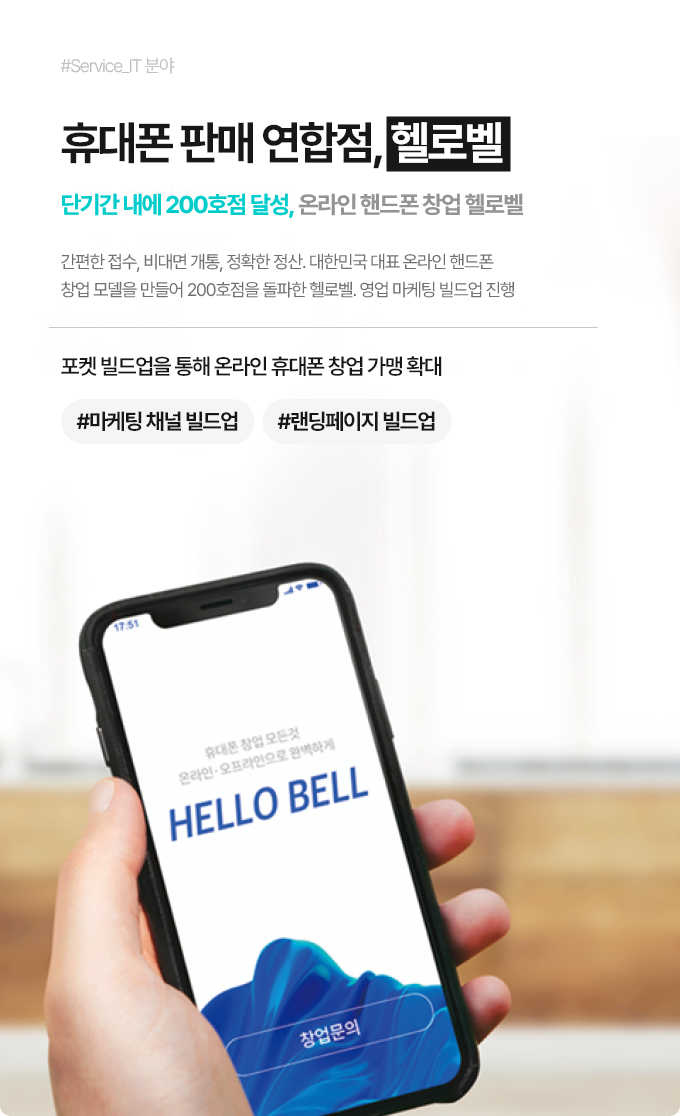 #Service_IT 분야
휴대폰 판매 연합점, 헬로벨
단기간 내에 200호점 달성, 온라인 핸드폰 창업 헬로벨
간편한 접수, 비대면 개통, 정확한 정산. 대한민국 대표 온라인 핸드폰
창업 모델을 만들어 200호점을 돌파한 헬로벨. 영업 마케팅 빌드업 진행
포켓 빌드업을 통해 온라인 휴대폰 창업 가맹 확대
#마케팅 채널 빌드업 #랜딩페이지 빌드업
17:51
휴대폰 창업 모든것
온라인·오프라인으로 완벽하게
HELLO BELL
창업문의